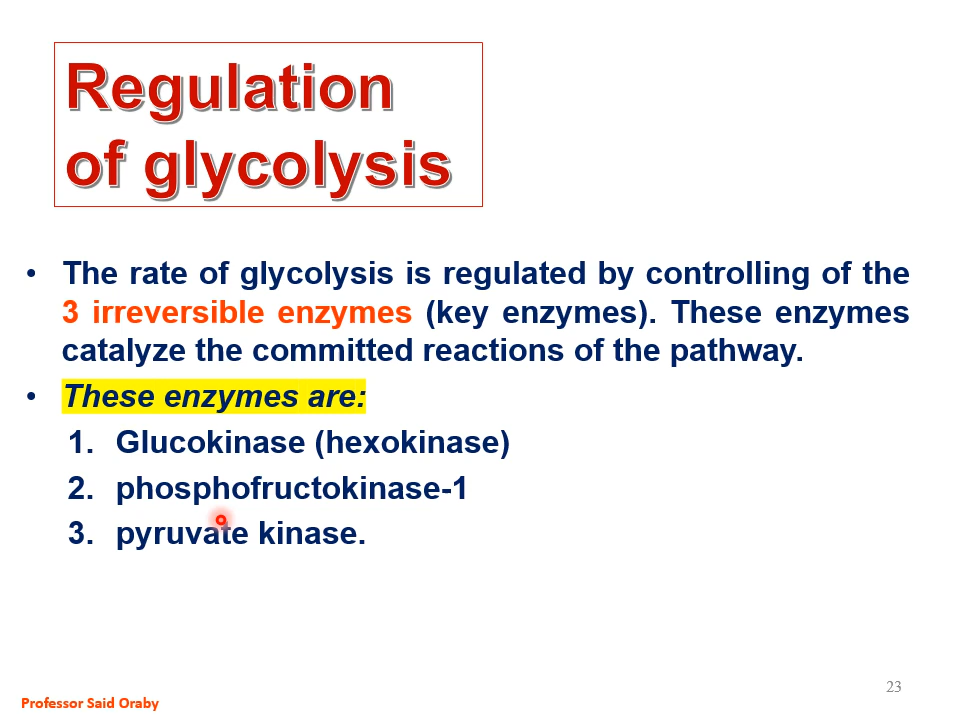 Regulation
of glycolysis
• The rate of glycolysis is regulated by controlling of the
3 irreversible enzymes (key enzymes). These enzymes
catalyze the committed reactions of the pathway.
• These enzymes are:
1. Glucokinase (hexokinase)
2. phosphofructokinase-1
3. pyruvate kinase.
23
Professor Said Oraby